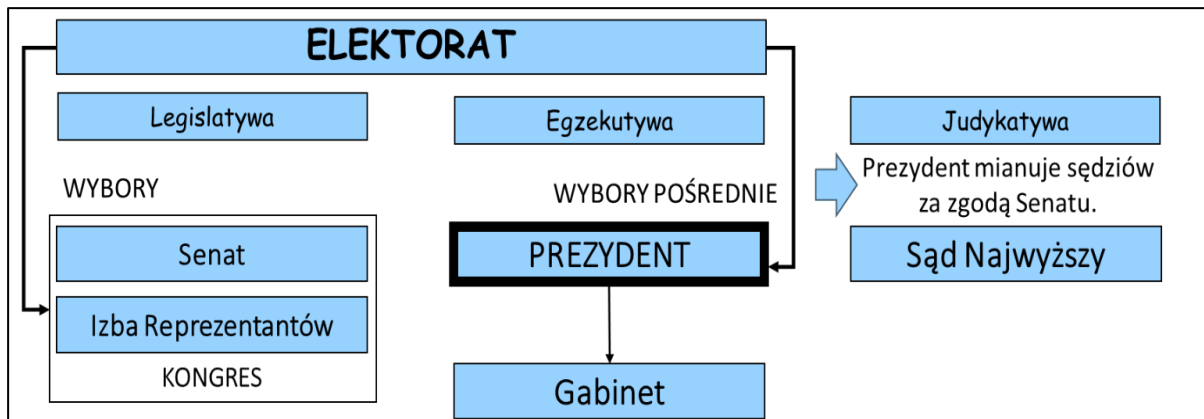 ELEKTORAT
Legislatywa
Egzekutywa
Judykatywa
WYBORY
WYBORY POŚREDNIE
Prezydent mianuje sędziów
za zgodą Senatu.
Senat
PREZYDENT
Sąd Najwyższy
Izba Reprezentantów
KONGRES
Gabinet